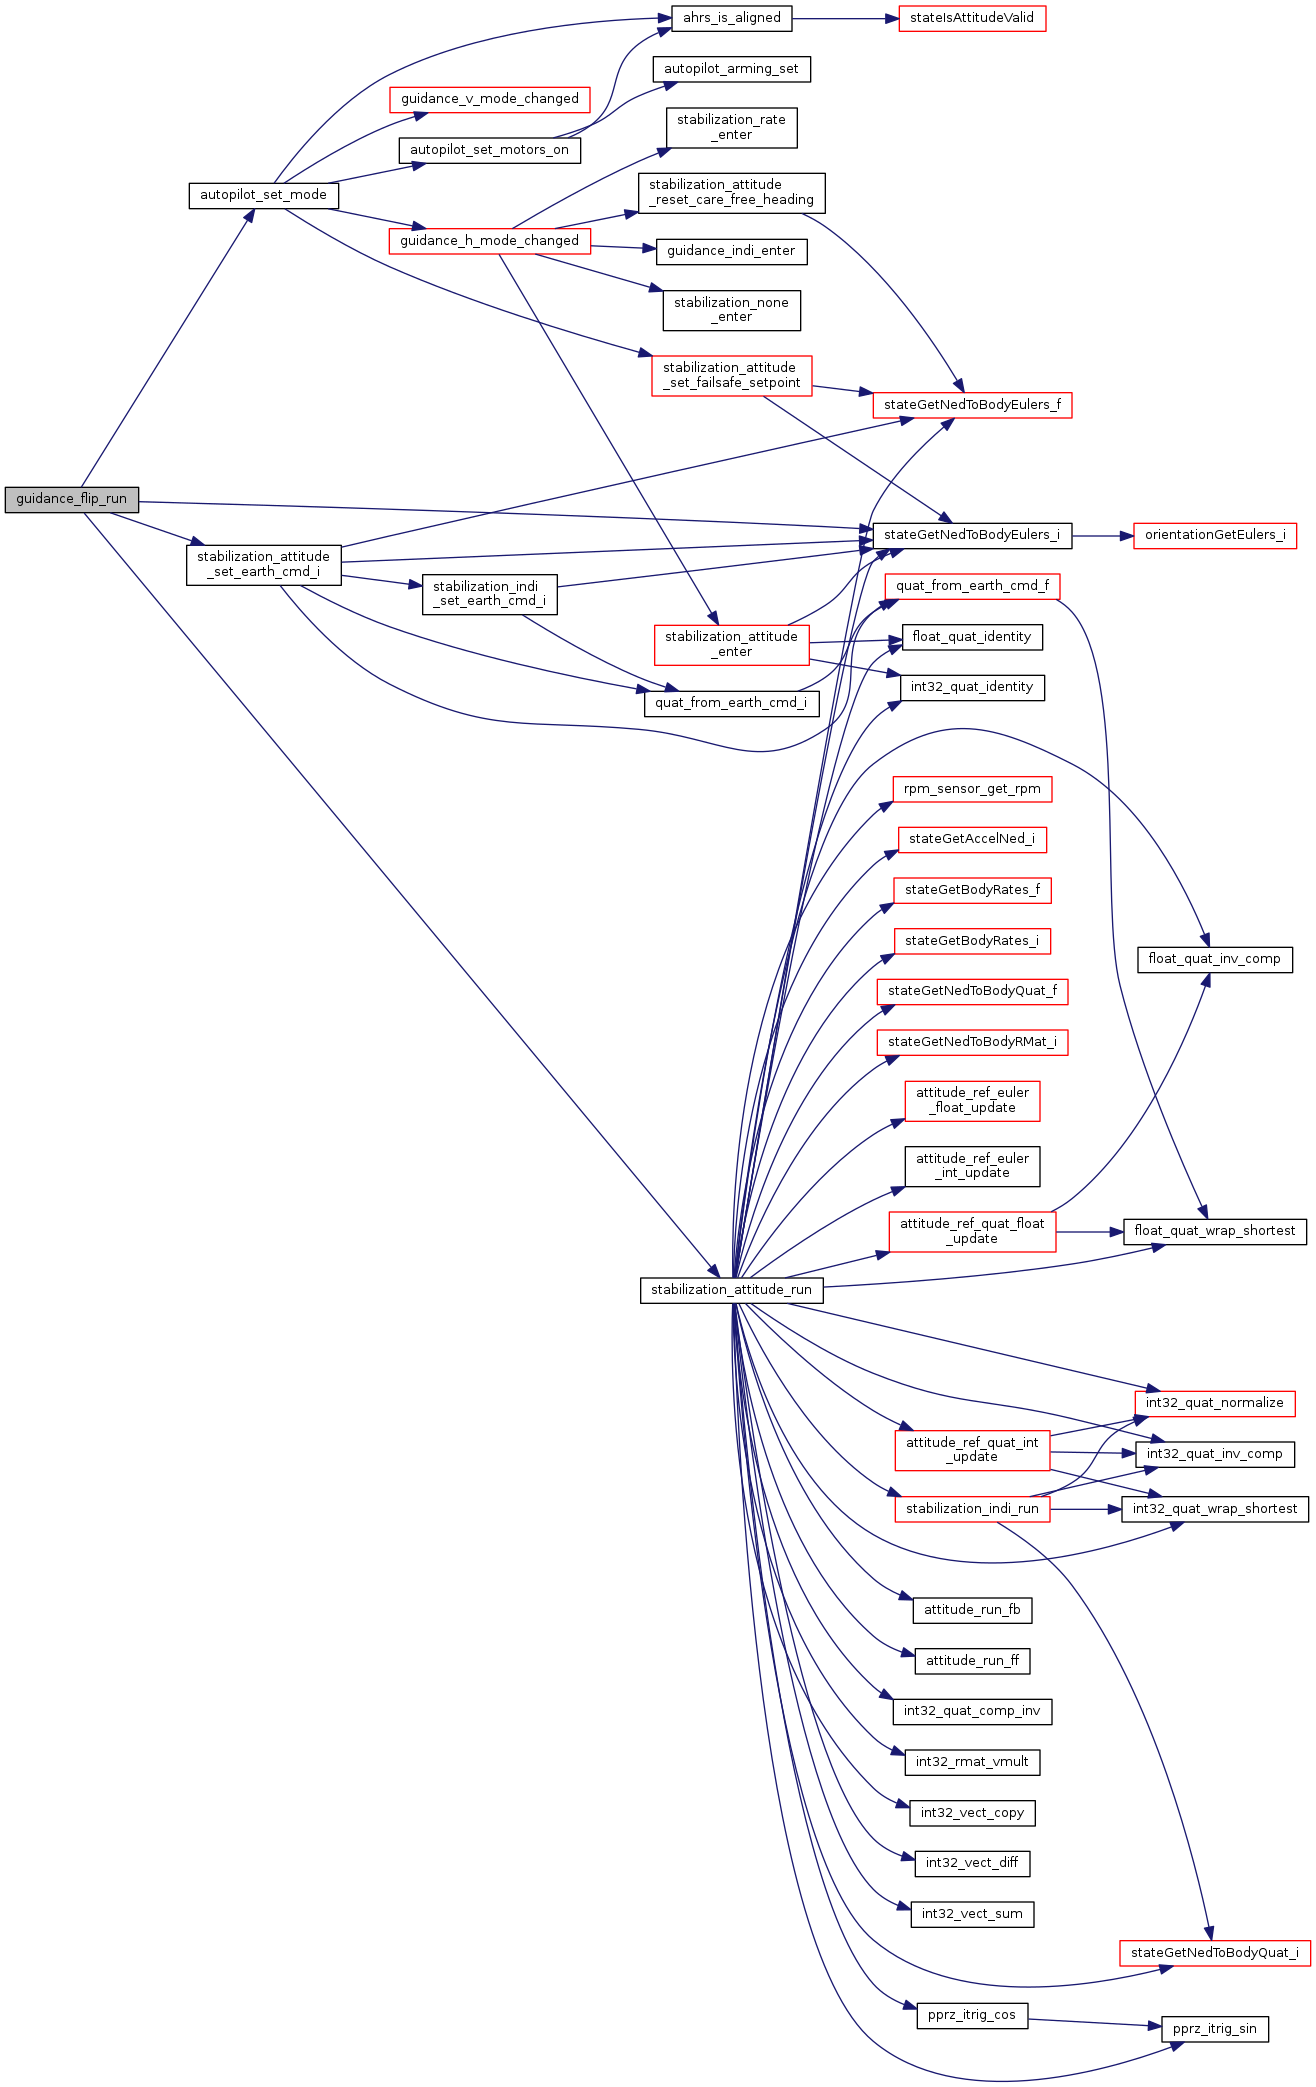 ahrs_is_aligned
stateIsAttitudeValid
autopilot_arming_set
guidance_v_mode_changed
stabilization_rate
_enter
autopilot_set_motors_on
stabilization_attitude
_reset_care_free_heading
autopilot_set_mode
guidance_h_mode_changed
guidance_indi_enter
stabilization_none
_enter
stabilization_attitude
_set_failsafe_setpoint
stateGetNedToBodyEulers_f
guidance_flip_run
stateGetNedToBodyEulers_i
orientationGetEulers_i
stabilization_attitude
_set_earth_cmd_i
stabilization_indi
_set_earth_cmd_i
quat_from_earth_cmd_f
stabilization_attitude
_enter
float_quat_identity
int32_quat_identity
quat_from_earth_cmd_i
rpm_sensor_get_rpm
stateGetAccelNed_i
stateGetBodyRates_f
stateGetBodyRates_i
float_quat_inv_comp
stateGetNedToBodyQuat_f
stateGetNedToBodyRMat_i
attitude_ref_euler
_float_update
attitude_ref_euler
_int_update
attitude_ref_quat_float
_update
float_quat_wrap_shortest
stabilization_attitude_run
int32_quat_normalize
attitude_ref_quat_int
_update
int32_quat_inv_comp
stabilization_indi_run
int32_quat_wrap_shortest
attitude_run_fb
attitude_run_ff
int32_quat_comp_inv
int32_rmat_vmult
int32_vect_copy
int32_vect_diff
int32_vect_sum
stateGetNedToBodyQuat_i
pprz_itrig_cos
pprz_itrig_sin